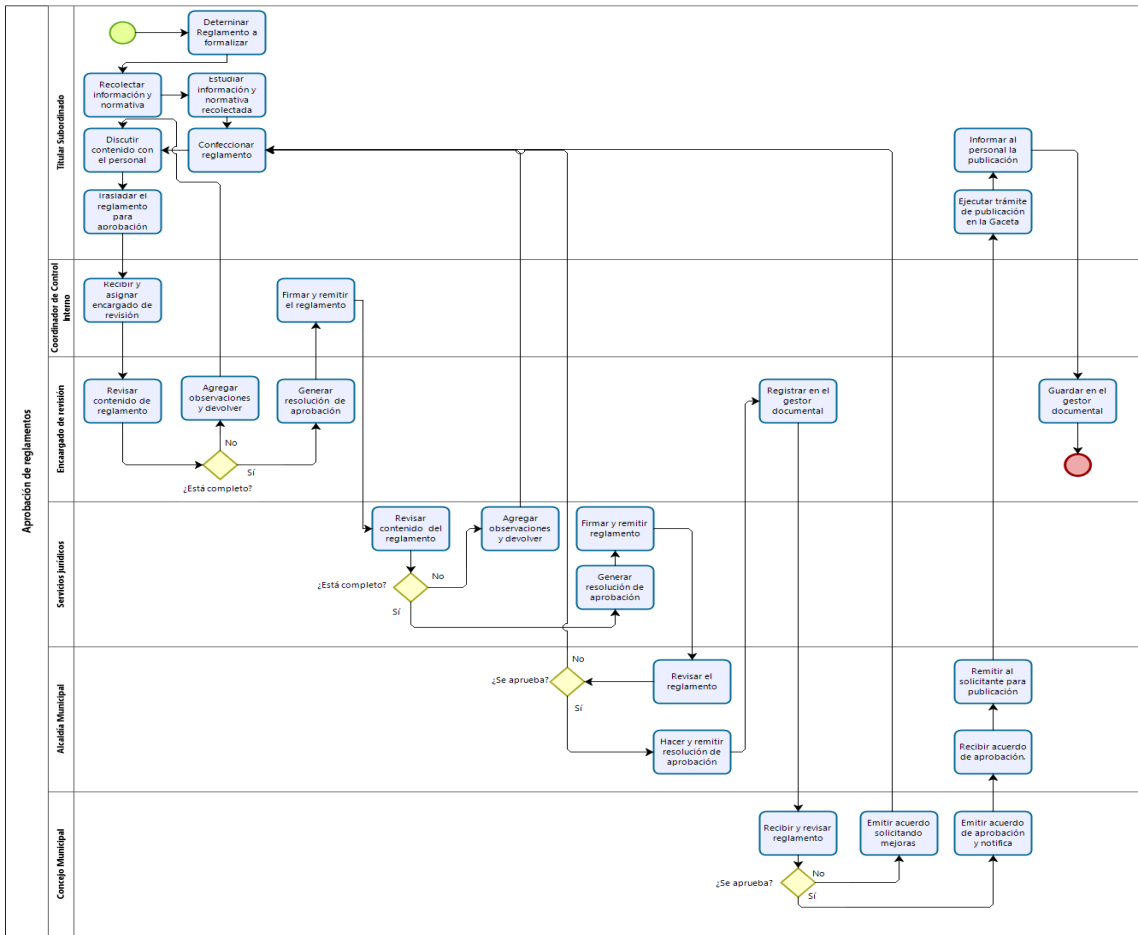 Aprobación de reglamentos
Titular Subordinado
Deterninar
Reglamento a
formalizar
Recolectar
información y
normativa
Estudiar
información y
normativa
recolectada
Discutir
contenido con
el personal
Confeccionar
reglamento
Trasladar el
reglamento
para
aprobación
Informar al
personal la
publicación
Ejecutar trámite
de publicación
en la Gaceta
Coordinador de Control
Interno
Recibir y
asignar
encargado de
revisión
Firmar y remitir
el reglamento
Encargado de revisión
Revisar
contenido de
reglamento
Agregar
observaciones
y devolver
Generar
resolución de
aprobación
No
Sí
¿Está completo?
Registrar en el
gestor
documental
Guardar en el
gestor
documental
Servicios jurídicos
Revisar
contenido del
reglamento
Agregar
observaciones
y devolver
Firmar y remitir
reglamento
Generar
resolución de
aprobación
¿Está completo?
No
Sí
Alcaldía Municipal
No
¿Se aprueba?
Sí
Revisar el
reglamento
Hacer y remitir
resolución de
aprobación
Remitir al
solicitante para
publicación
Recibir acuerdo
de aprobación.
Concejo Municipal
Recibir y revisar
reglamento
Emitir acuerdo
solicitando
mejoras
Emitir acuerdo
de aprobación
y notifica
¿Se aprueba?
No
Sí